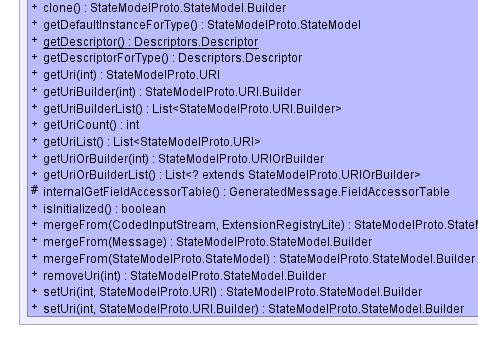 + clone() : StateModelProto.StateModel.Builder
+ getDefaultInstanceForType() : StateModelProto.StateModel
+ getDescriptor() : Descriptors.Descriptor
+ getDescriptorForType() : Descriptors.Descriptor
+ getUri(int) : StateModelProto.URI
+ getUriBuilder(int) : StateModelProto.URI.Builder
+ getUriBuilderList() : List<StateModelProto.URI.Builder>
+ getUriCount() : int
+ getUriList() : List<StateModelProto.URI>
+ getUriOrBuilder(int) : StateModelProto.URIOrBuilder
+ getUriOrBuilderList() : List<? extends StateModelProto.URIOrBuilder>
# internalGetFieldAccessorTable() : GeneratedMessage.FieldAccessorTable
+ isInitialized() : boolean
+ mergeFrom(CodedInputStream, ExtensionRegistryLite) : StateModelProto.StateM
+ mergeFrom(Message) : StateModelProto.StateModel.Builder
+ mergeFrom(StateModelProto.StateModel) : StateModelProto.StateModel.Builder
+ removeUri(int) : StateModelProto.StateModel.Builder
+ setUri(int, StateModelProto.URI) : StateModelProto.StateModel.Builder
+ setUri(int, StateModelProto.URI.Builder) : StateModelProto.StateModel.Builder